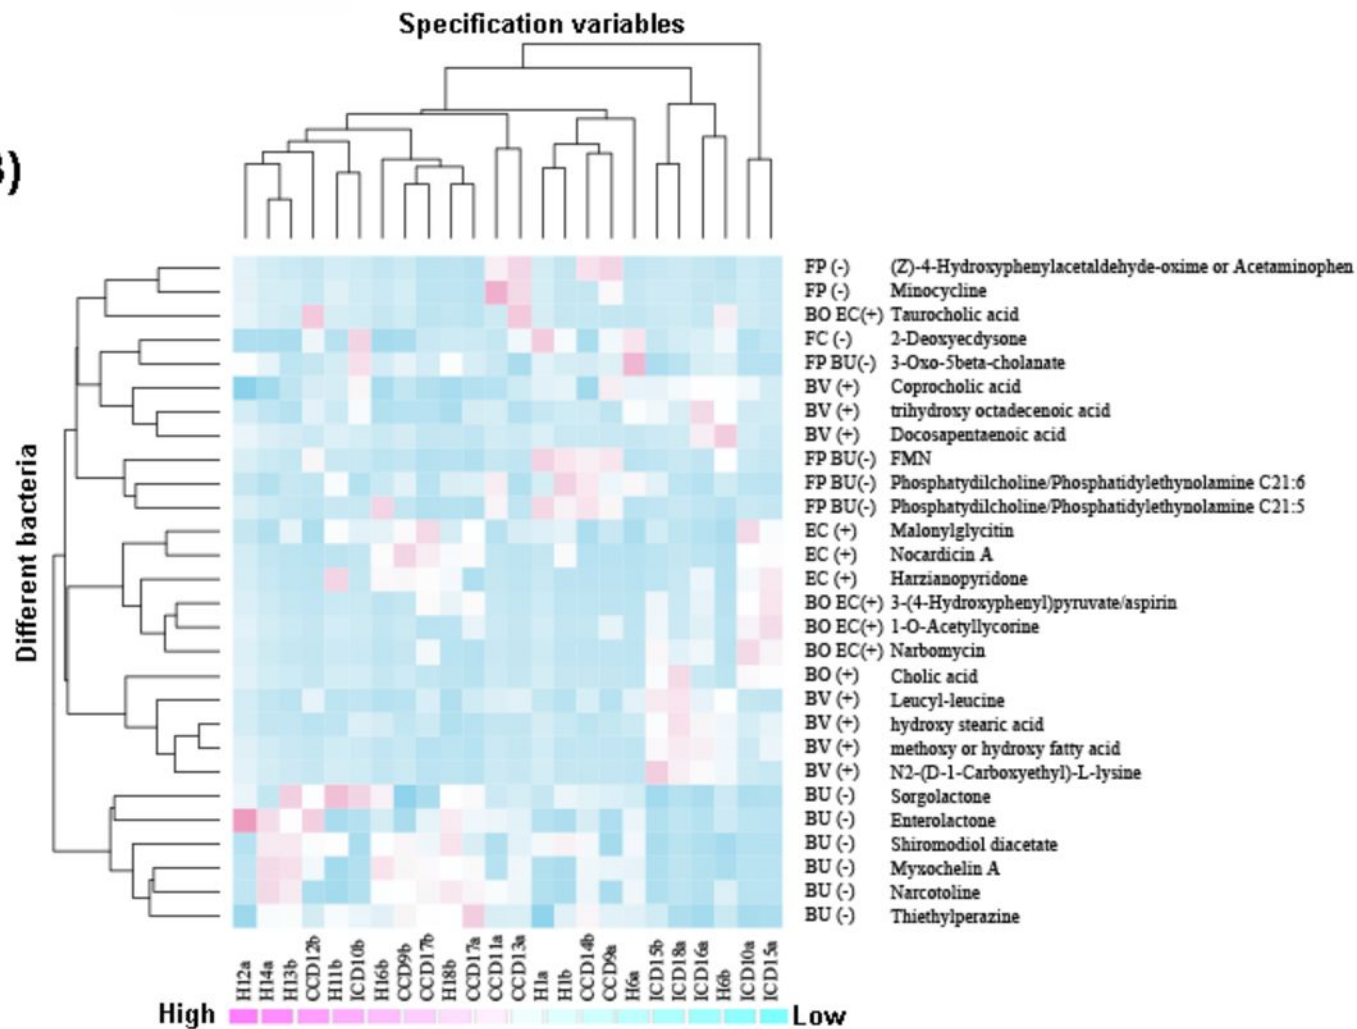 Specification variables
)
Different bacteria
FP (-) (Z)-4-Hydroxyphenylacetaldehyde-oxime or Acetaminophen
FP (-) Minocycline
BO EC(+) Taurocholic acid
FC (-) 2-Deoxyecdysone
FP BU(-) 3-Oxo-5beta-cholanate
BV (+) Coprocholic acid
BV (+) trihydroxy octadecenoic acid
BV (+) Docosapentaenoic acid
FP BU(-) FMN
FP BU(-) Phosphatydilcholine/Phosphatidylethynolamine C21:6
FP BU(-) Phosphatydilcholine/Phosphatidylethynolamine C21:5
EC (+) Malonylglycitin
EC (+) Nocardicin A
EC (+) Harzianopyridone
BO EC(+) 3-(4-Hydroxyphenyl)pyruvate/aspirin
BO EC(+) 1-O-Acetyllycorine
BO EC(+) Narbomycin
BO (+) Cholic acid
BV (+) Leucyl-leucine
BV (+) hydroxy stearic acid
BV (+) methoxy or hydroxy fatty acid
BV (+) N2-(D-1-Carboxyethyl)-L-lysine
BU (-) Sorgolactone
BU (-) Enterolactone
BU (-) Shiromodiol diacetate
BU (-) Myxochelin A
BU (-) Narcotoline
BU (-) Thiethylperazine
H12a
H14a
H13b
CCD12b
H11b
ICD10b
H16b
CCD9b
CCD17b
H18b
CCD17a
CCD11a
CCD13a
H1a
H1b
CCD14b
CCD9a
H6a
ICD15b
ICD18a
ICD16a
H6b
ICD10a
ICD15a
High
Low